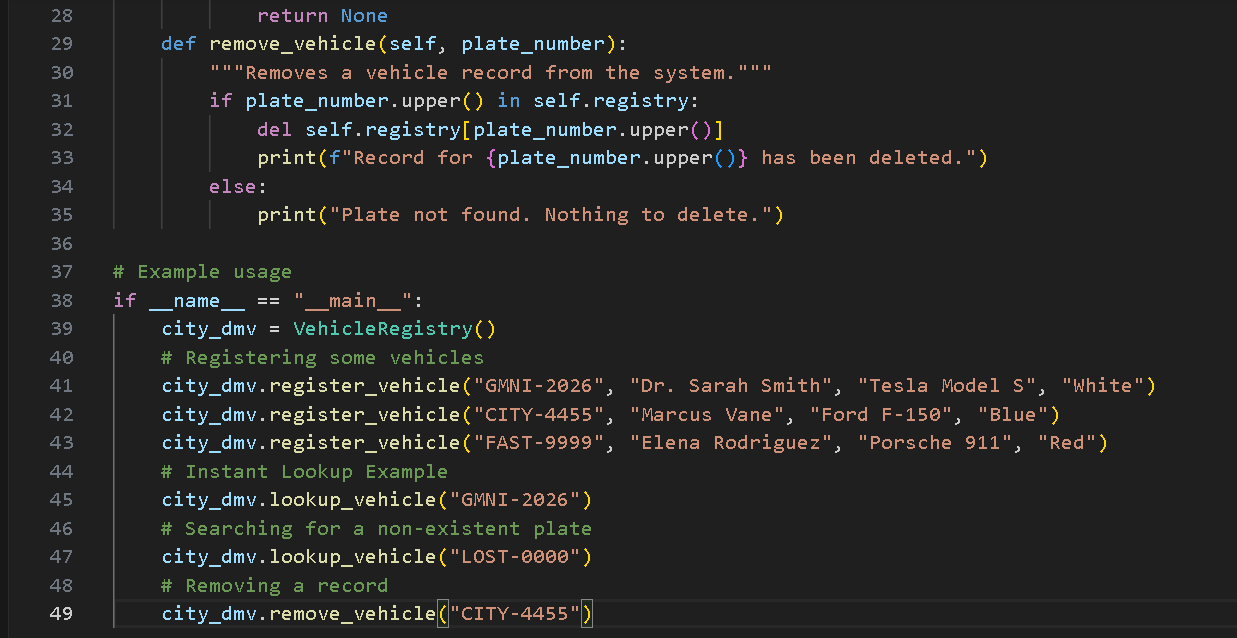 28                return None
29        def remove_vehicle(self, plate_number):
30            """Removes a vehicle record from the system."""
31            if plate_number.upper() in self.registry:
32                del self.registry[plate_number.upper()]
33                print(f"Record for {plate_number.upper()} has been deleted.")
34            else:
35                print("Plate not found. Nothing to delete.")
36
37    # Example usage
38    if __name__ == "__main__":
39        city_dmv = VehicleRegistry()
40        # Registering some vehicles
41        city_dmv.register_vehicle("GMNI-2026", "Dr. Sarah Smith", "Tesla Model S", "White")
42        city_dmv.register_vehicle("CITY-4455", "Marcus Vane", "Ford F-150", "Blue")
43        city_dmv.register_vehicle("FAST-9999", "Elena Rodriguez", "Porsche 911", "Red")
44        # Instant Lookup Example
45        city_dmv.lookup_vehicle("GMNI-2026")
46        # Searching for a non-existent plate
47        city_dmv.lookup_vehicle("LOST-0000")
48        # Removing a record
49        city_dmv.remove_vehicle("CITY-4455")